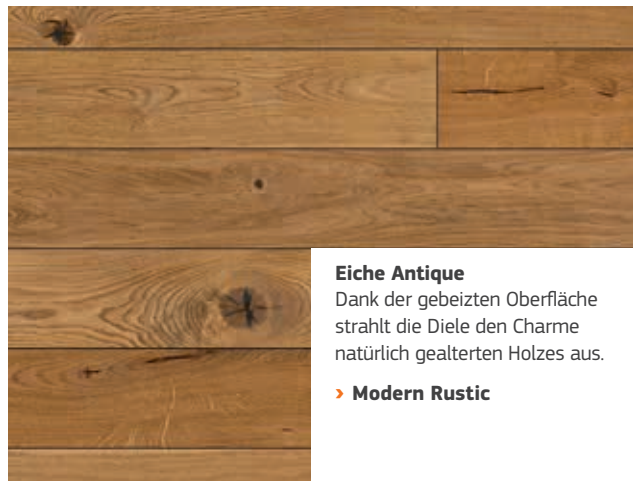 Eiche Antique
Dank der gebeizten Oberfläche
strahlt die Diele den Charme
natürlich gealterten Holzes aus.
› Modern Rustic